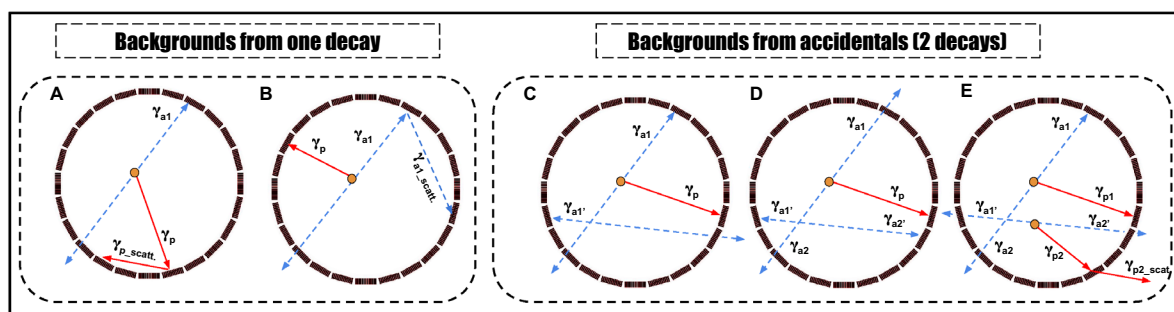 Backgrounds from one decay
Backgrounds from accidentals (2 decays)
A
γa1
γp
γp_scatt.
B
γp
γa1
γa1_scatt.
C
γa1
γp
γa1'
D
γa1
γp
γa1'
γa2'
γa2
E
γa1
γp1
γa1'
γa2'
γa2
γp2
γp2_scat.